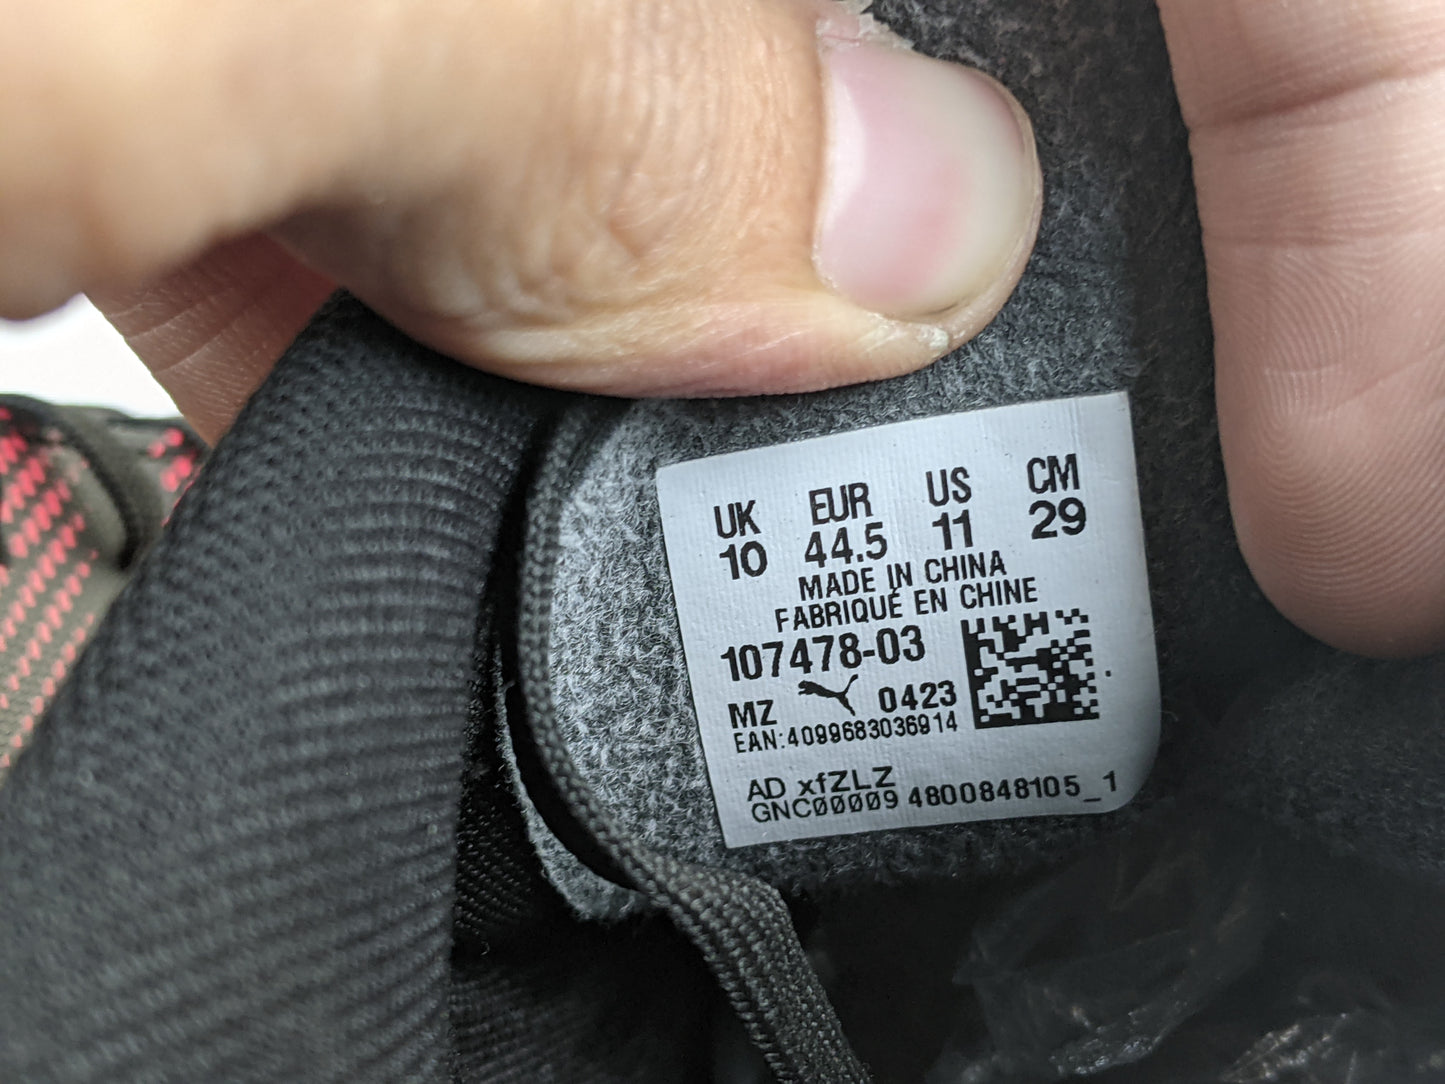 UK EUR US CM
10 44.5 11 29
MADE IN CHINA
FABRIQUÉ EN CHINE
107478-03
MZ 0423
EAN:4099683036914
AD xfZLZ
GNC00009 4800848105_1